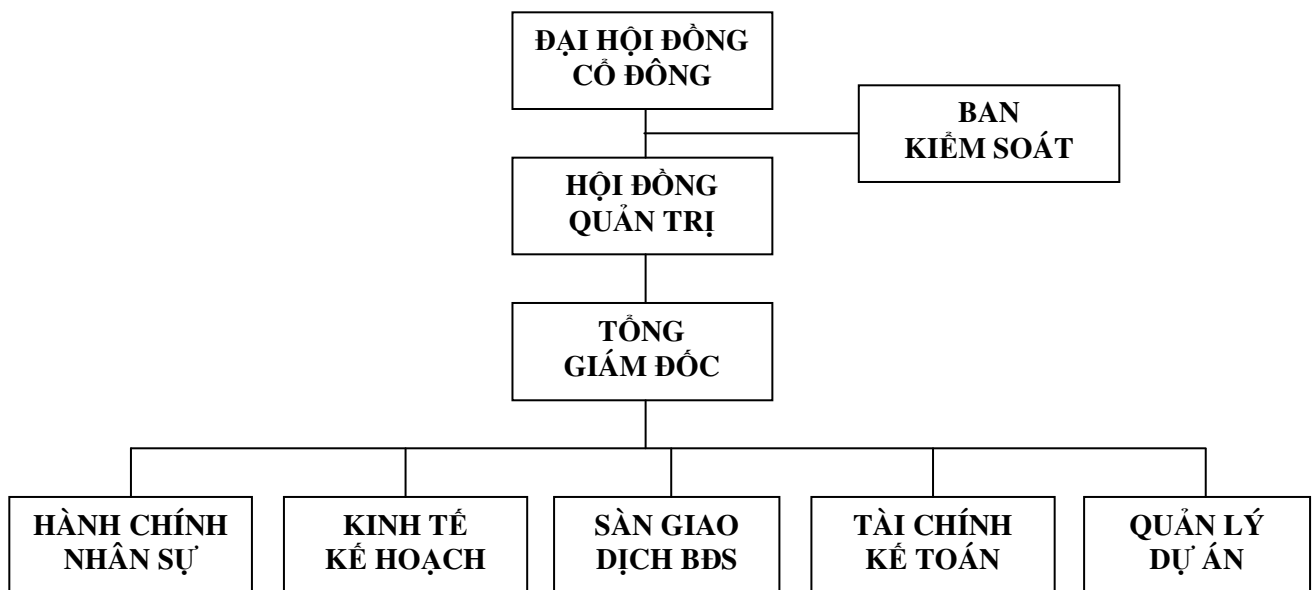 ĐẠI HỘI ĐỒNG
CỔ ĐÔNG
BAN
KIỂM SOÁT
HỘI ĐỒNG
QUẢN TRỊ
TỔNG
GIÁM ĐỐC
HÀNH CHÍNH
NHÂN SỰ
KINH TẾ
KẾ HOẠCH
SÀN GIAO
DỊCH BĐS
TÀI CHÍNH
KẾ TOÁN
QUẢN LÝ
DỰ ÁN